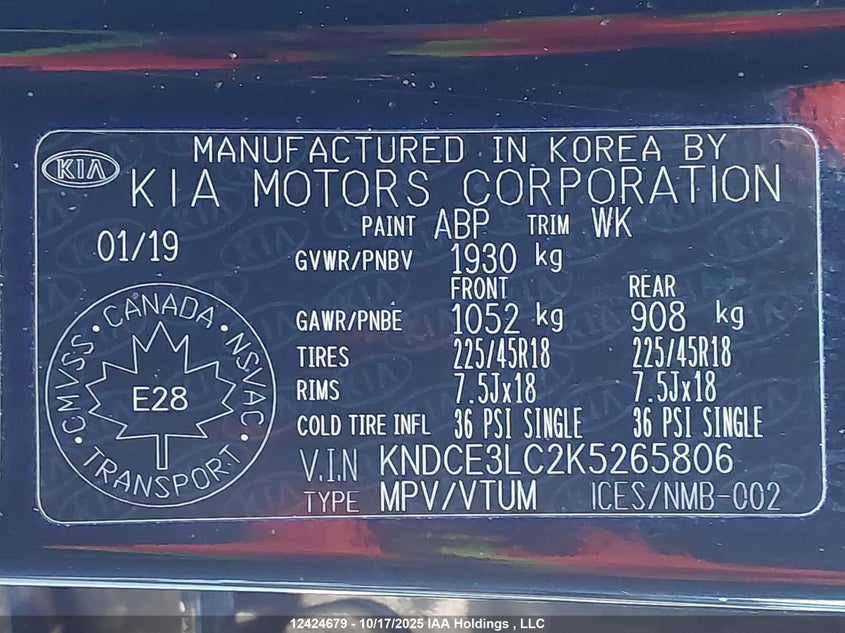 KIA
MANUFACTURED IN KOREA BY
KIA MOTORS CORPORATION
PAINT ABP TRIM WK
01/19
GVWR/PNBV 1930 kg
FRONT REAR
GAWR/PNBE 1052 kg 908 kg
TIRES 225/45R18 225/45R18
RIMS 7.5Jx18 7.5Jx18
COLD TIRE INFL 36 PSI SINGLE 36 PSI SINGLE
V.I.N KNDCE3LC2K5265806
TYPE MPV/VTUM ICES/NMB-002
CMVSS · CANADA · NSVAC · TRANSPORT ·
E28
12424679 - 10/17/2025 IAA Holdings , LLC